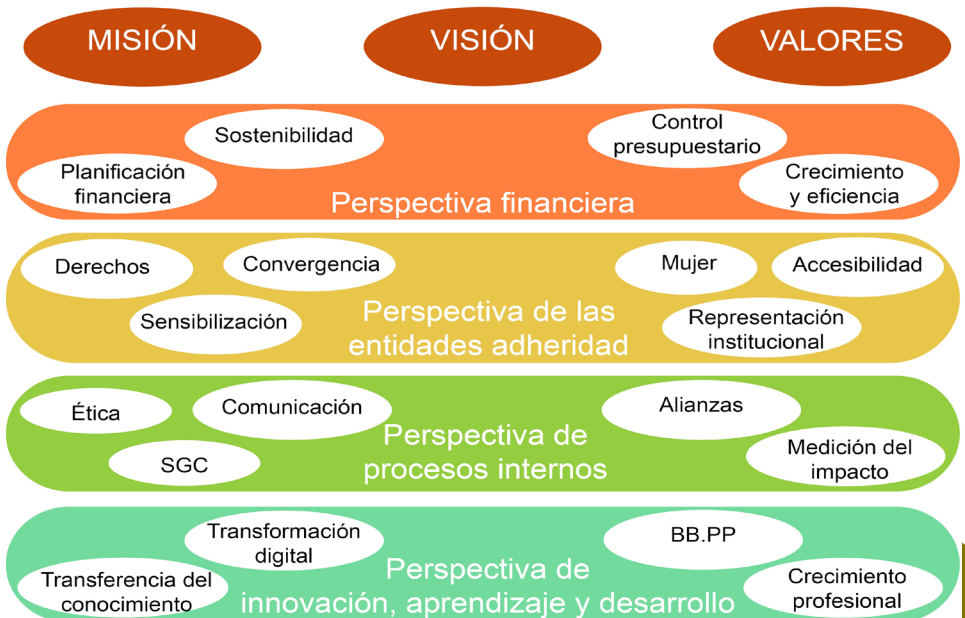 MISIÓN
VISIÓN
VALORES
Sostenibilidad
Control
presupuestario
Planificación
financiera
Crecimiento
y eficiencia
Perspectiva financiera
Derechos
Convergencia
Mujer
Accesibilidad
Sensibilización
Representación
institucional
Perspectiva de las
entidades adheridad
Ética
Comunicación
Alianzas
SGC
Medición del
impacto
Perspectiva de
procesos internos
Transformación
digital
BB.PP
Transferencia del
conocimiento
Crecimiento
profesional
Perspectiva de
innovación, aprendizaje y desarrollo